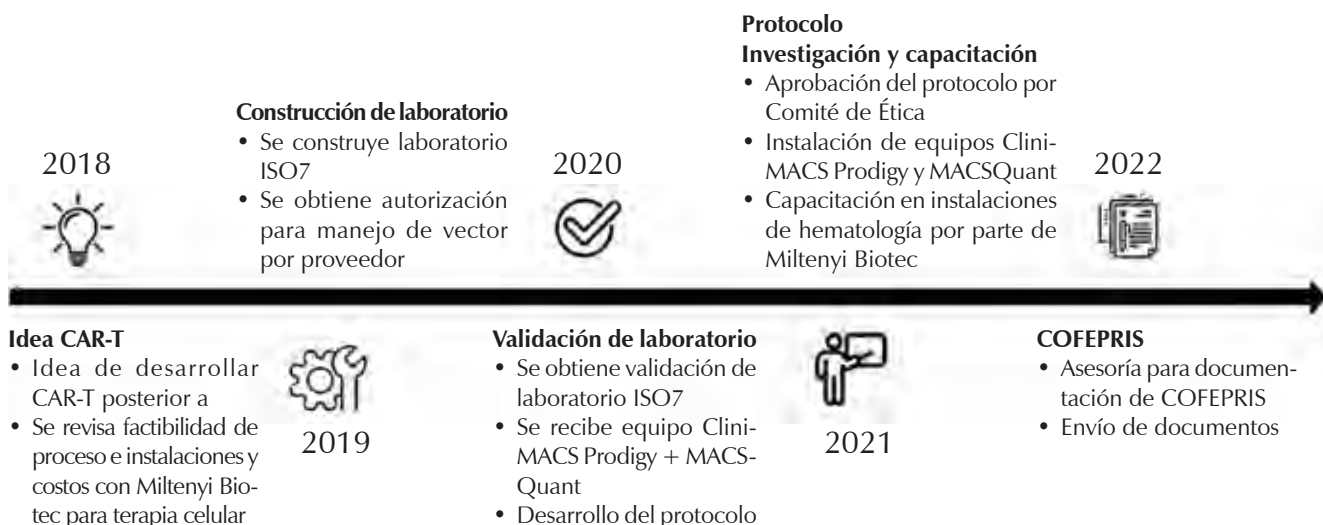 2018
Idea CAR-T
• Idea de desarrollar
CAR-T posterior a
• Se revisa factibilidad de
proceso e instalaciones y
costos con Miltenyi Bio-
tec para terapia celular
Construcción de laboratorio
• Se construye laboratorio
ISO7
• Se obtiene autorización
para manejo de vector
por proveedor
2019
2020
Validación de laboratorio
• Se obtiene validación de
laboratorio ISO7
• Se recibe equipo Clini-
MACS Prodigy + MACS-
Quant
• Desarrollo del protocolo
Protocolo
Investigación y capacitación
• Aprobación del protocolo por
Comité de Ética
• Instalación de equipos Clini-
MACS Prodigy y MACSQuant
• Capacitación en instalaciones
de hematología por parte de
Miltenyi Biotec
2021
2022
COFEPRIS
• Asesoría para documen-
tación de COFEPRIS
• Envío de documentos